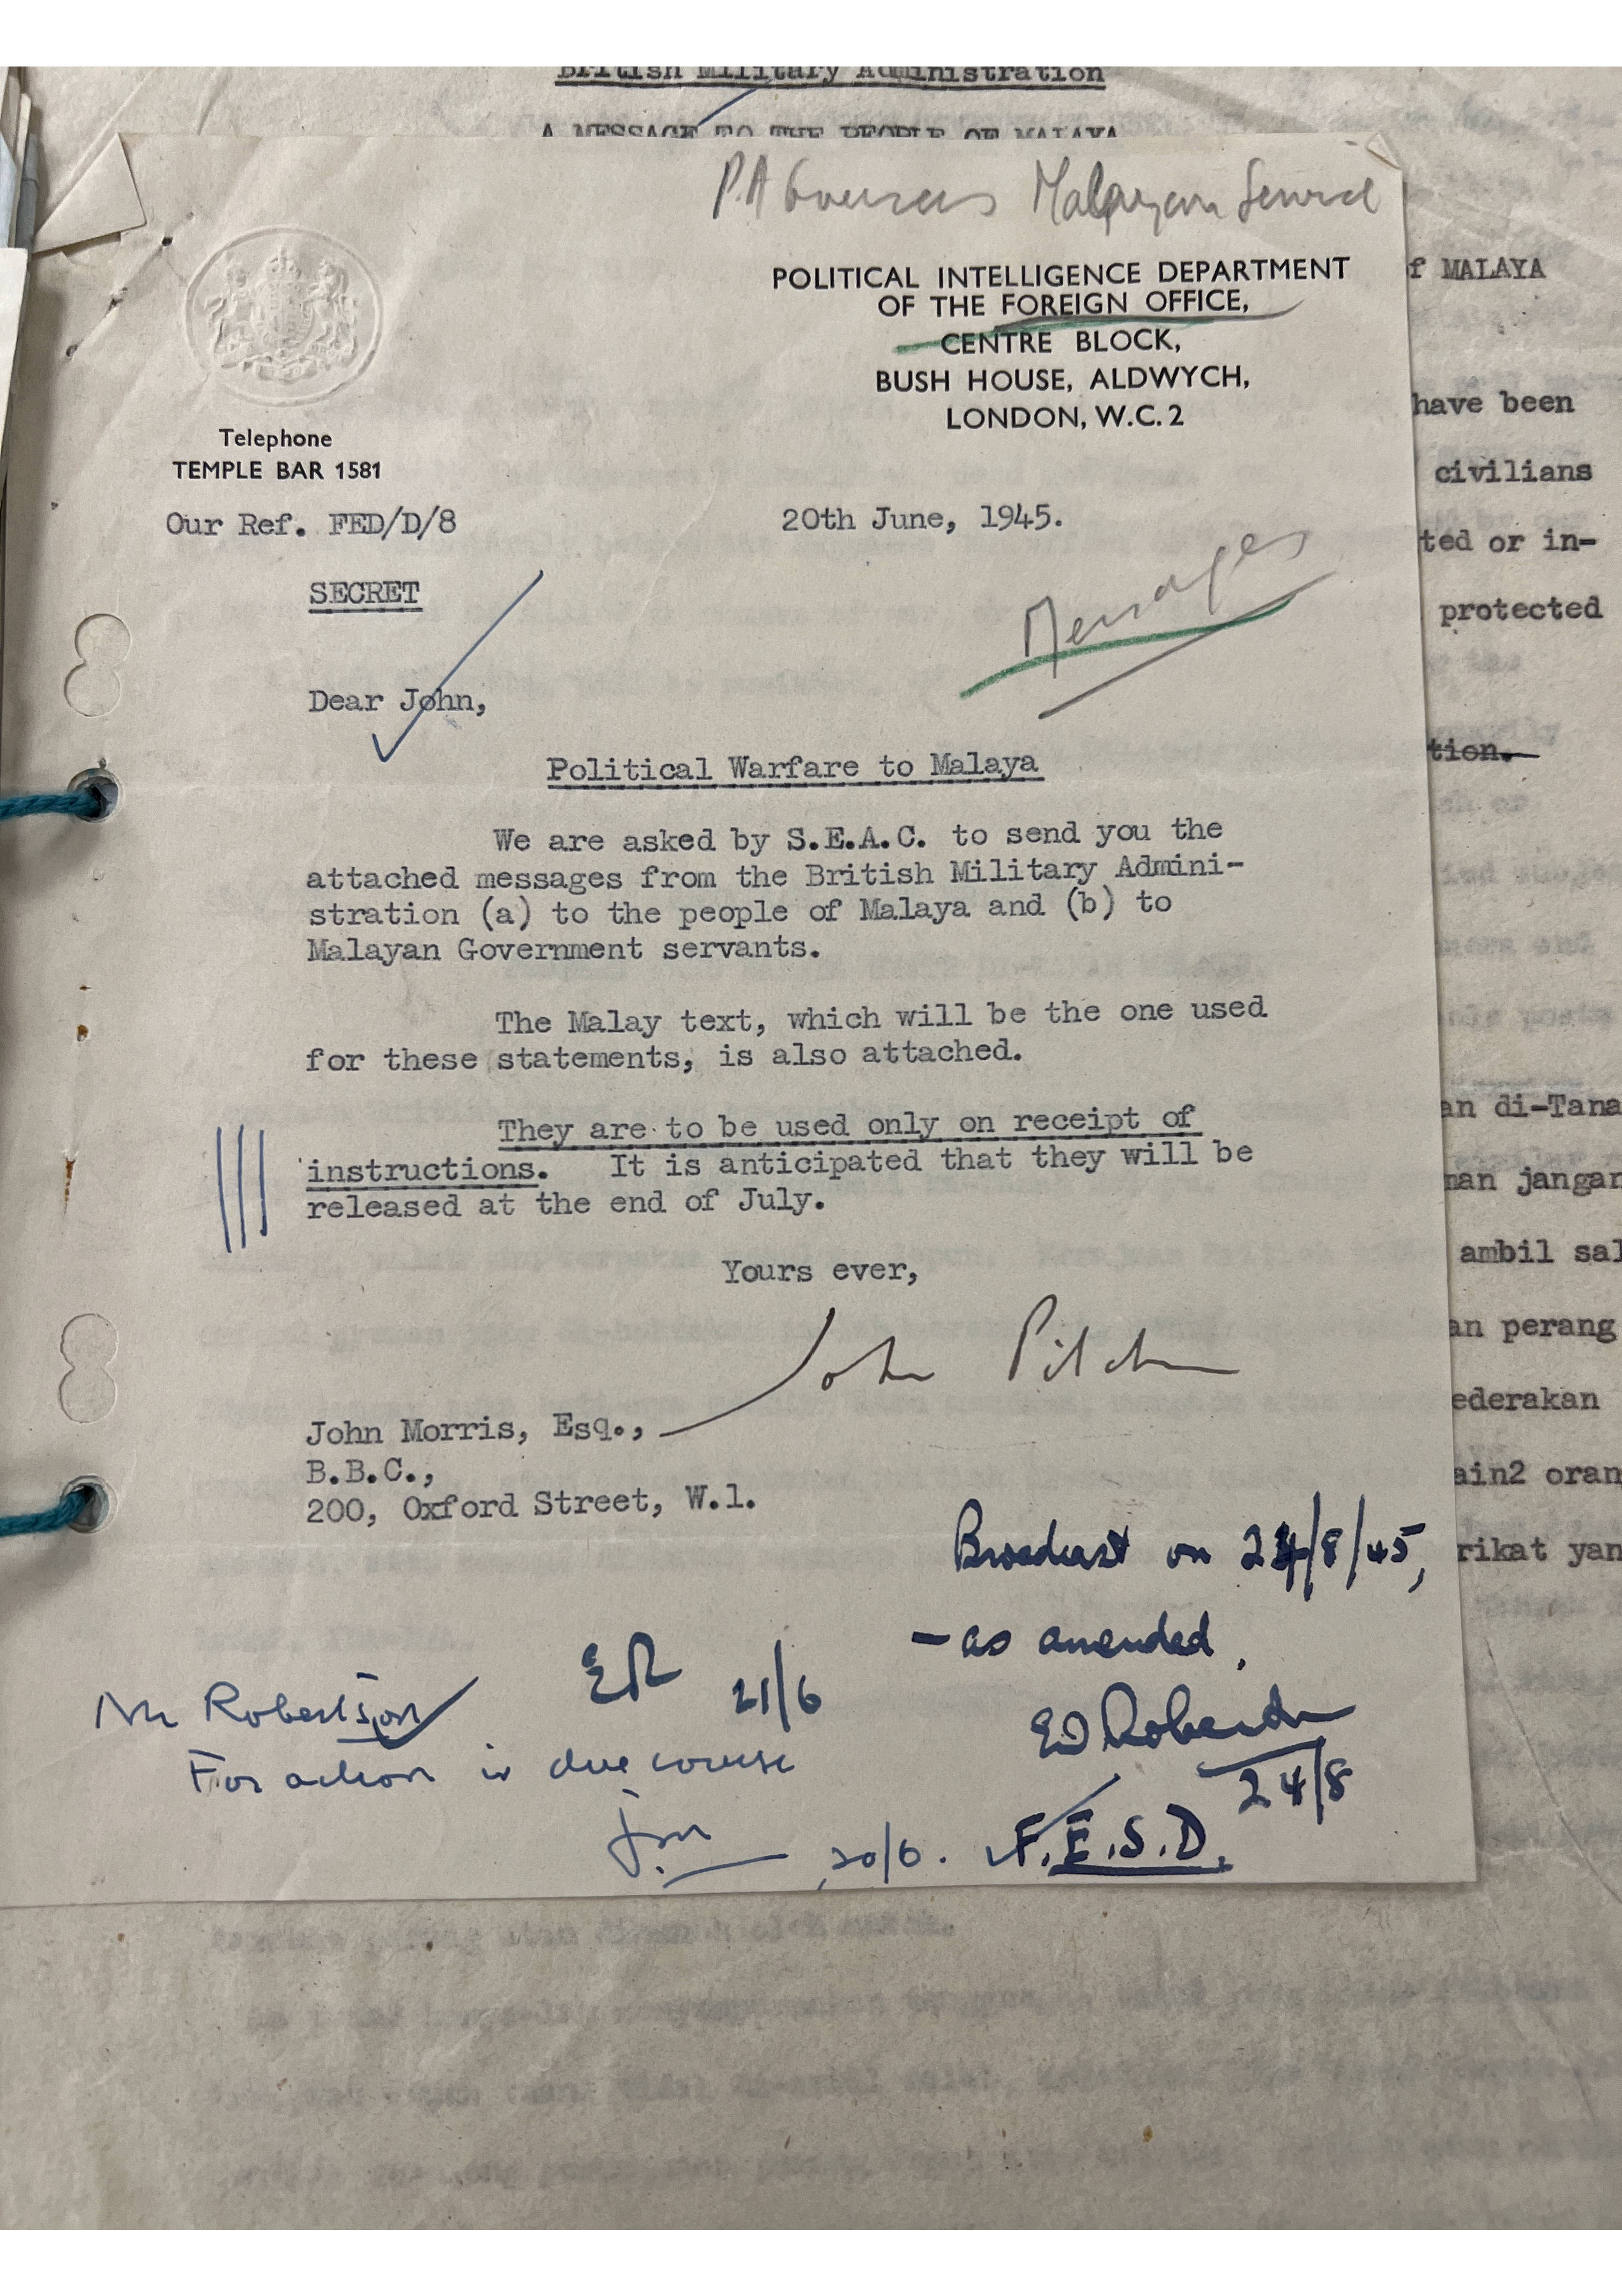 British Military Administration
A MESSAGE TO THE PEOPLE OF MALAYA
P.A Overseas Malayan Service
POLITICAL INTELLIGENCE DEPARTMENT
OF THE FOREIGN OFFICE,
CENTRE BLOCK,
BUSH HOUSE, ALDWYCH,
LONDON, W.C.2
Telephone
TEMPLE BAR 1581
Our Ref. FED/D/8
20th June, 1945.
SECRET
Messages
Dear John,
Political Warfare to Malaya
We are asked by S.E.A.C. to send you the
attached messages from the British Military Admini-
stration (a) to the people of Malaya and (b) to
Malayan Government servants.
The Malay text, which will be the one used
for these statements, is also attached.
They are to be used only on receipt of
instructions. It is anticipated that they will be
released at the end of July.
Yours ever,
John Pilcher
John Morris, Esq.,
B.B.C.,
200, Oxford Street, W.1.
Broadcast on 24/8/45,
- as amended.
ED Robertson
24/8
F.E.S.D.
ER 21/6
Mr Robertson
For action in due course
jm 20/6.
f MALAYA
have been
civilians
ted or in-
protected
tion.
an di-Tana
man jangan
ambil sal
an perang
ederakan
ain2 oran
rikat yan